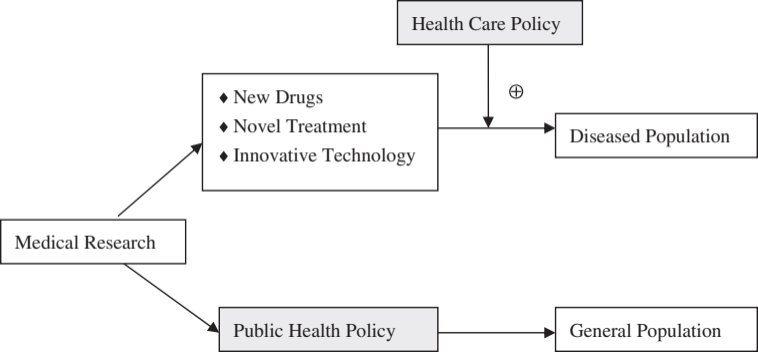 Health Care Policy
⊕
♦ New Drugs
♦ Novel Treatment
♦ Innovative Technology
Diseased Population
Medical Research
Public Health Policy
General Population